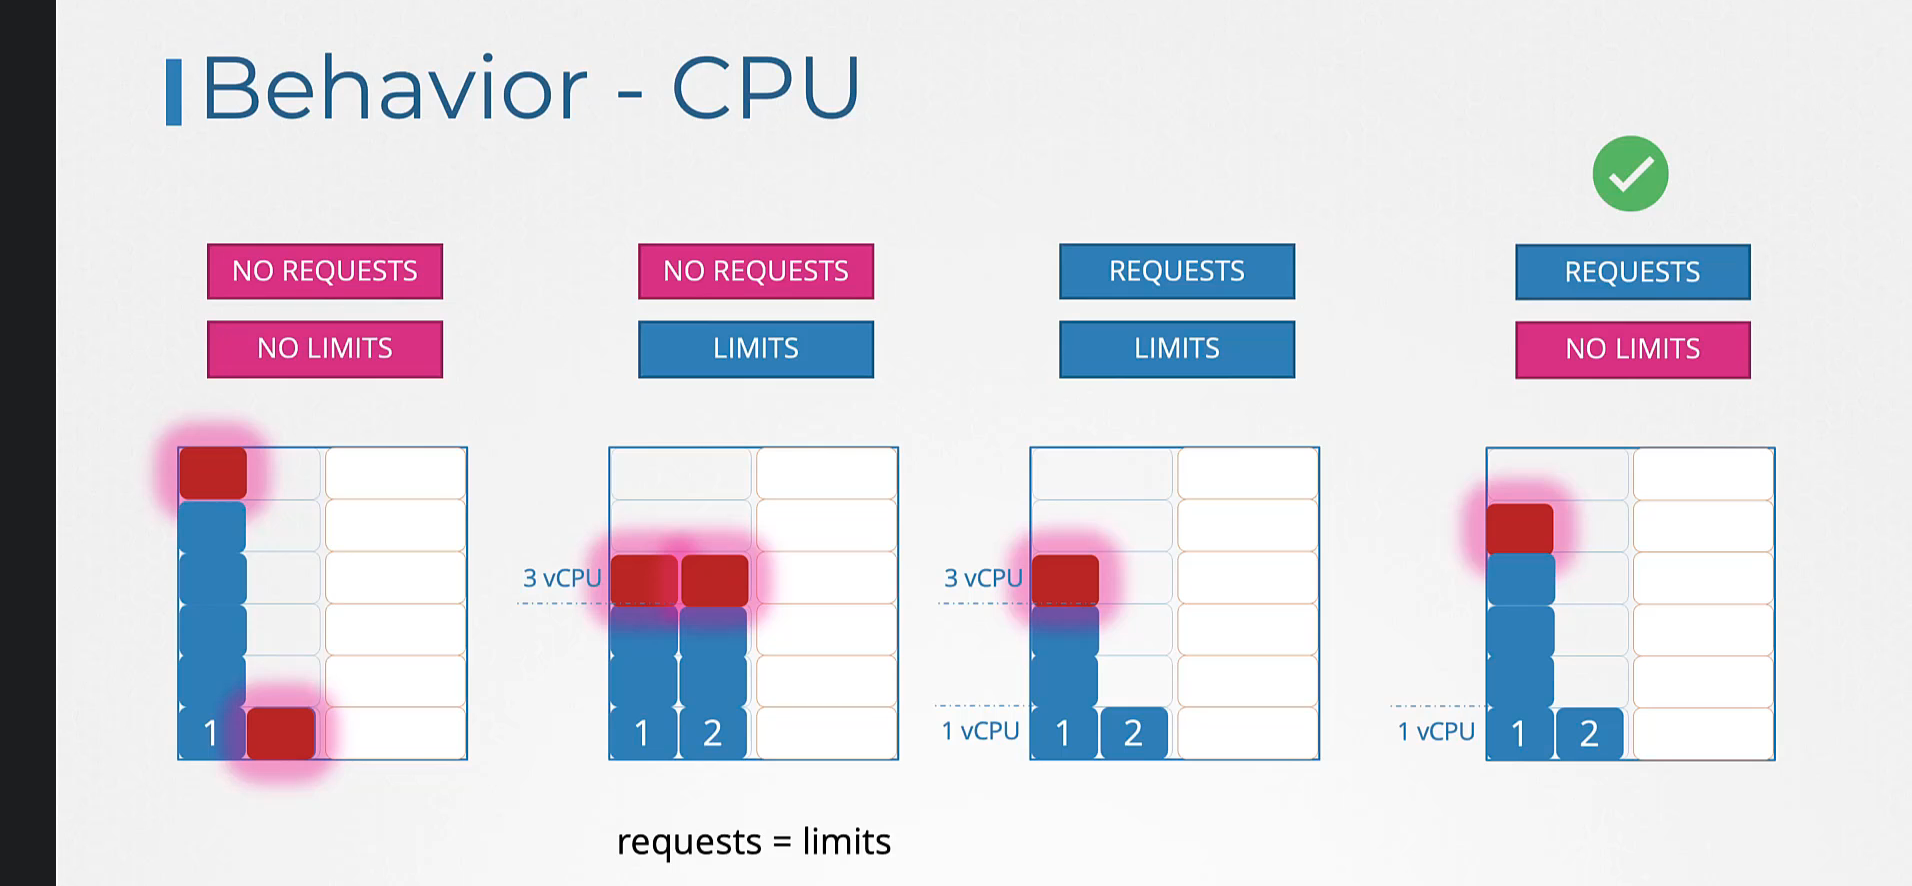 Behavior - CPU
NO REQUESTS
NO LIMITS
1
NO REQUESTS
LIMITS
3 vCPU
1 2
requests = limits
REQUESTS
LIMITS
3 vCPU
1 vCPU
1 2
REQUESTS
NO LIMITS
1 vCPU
1 2